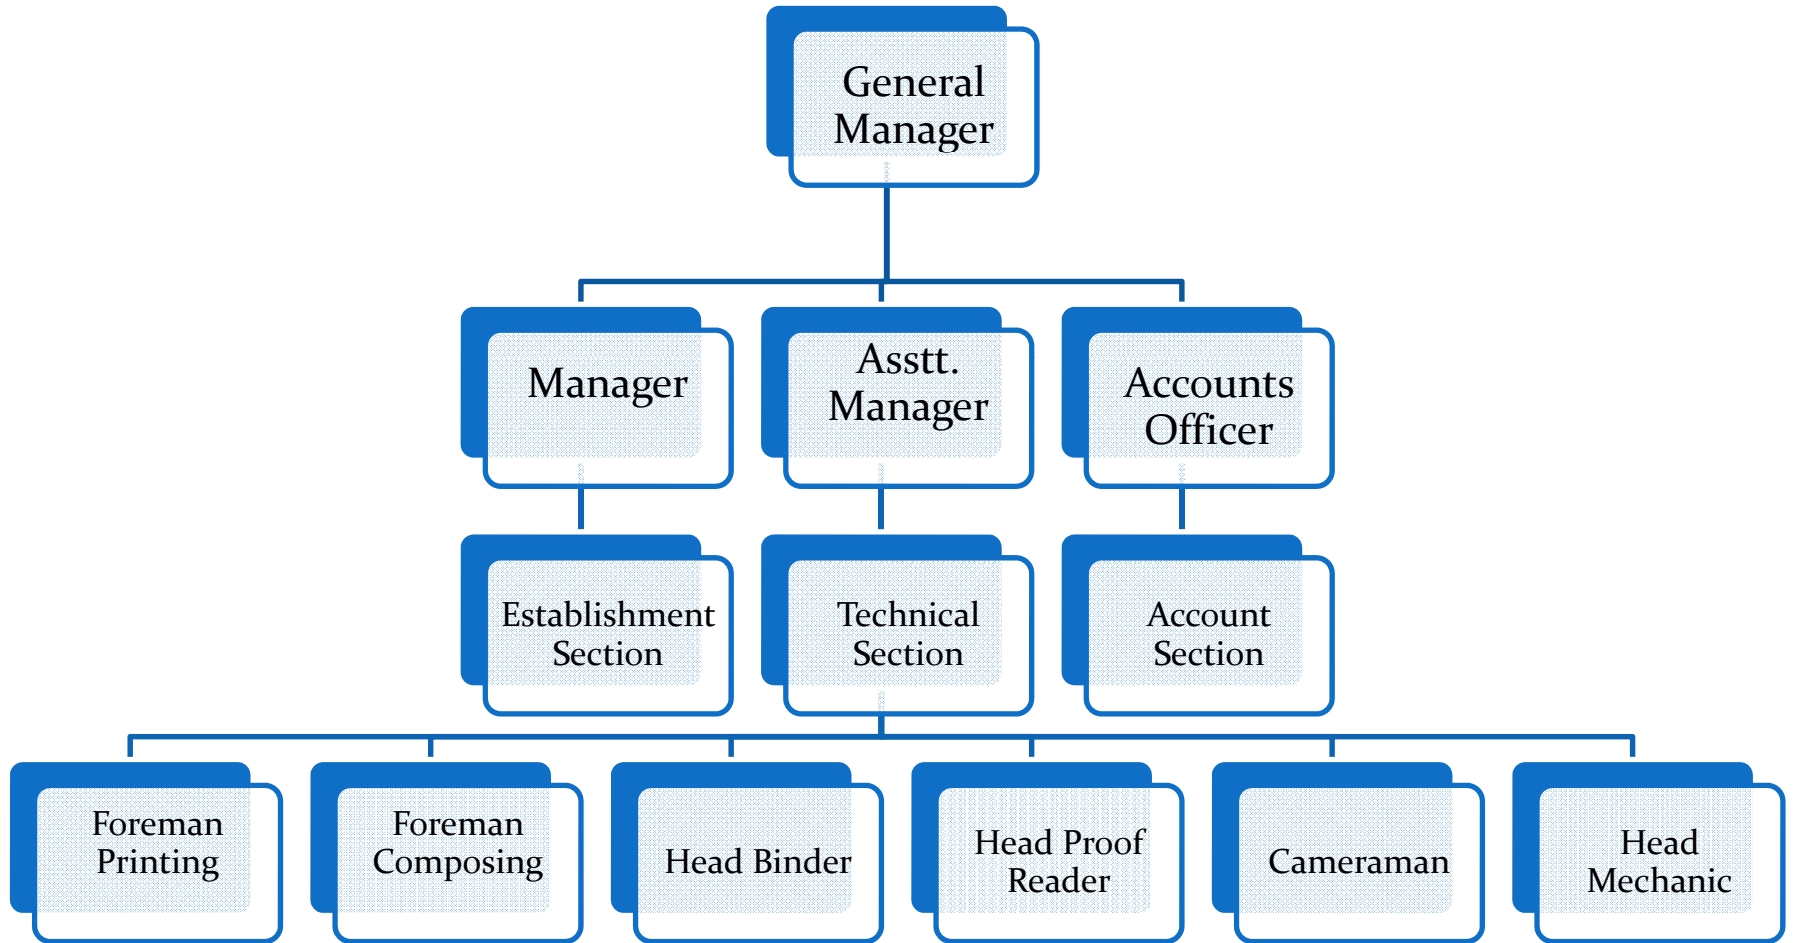 General
Manager
Manager
Asstt.
Manager
Accounts
Officer
Establishment
Section
Technical
Section
Account
Section
Foreman
Printing
Foreman
Composing
Head Binder
Head Proof
Reader
Cameraman
Head
Mechanic